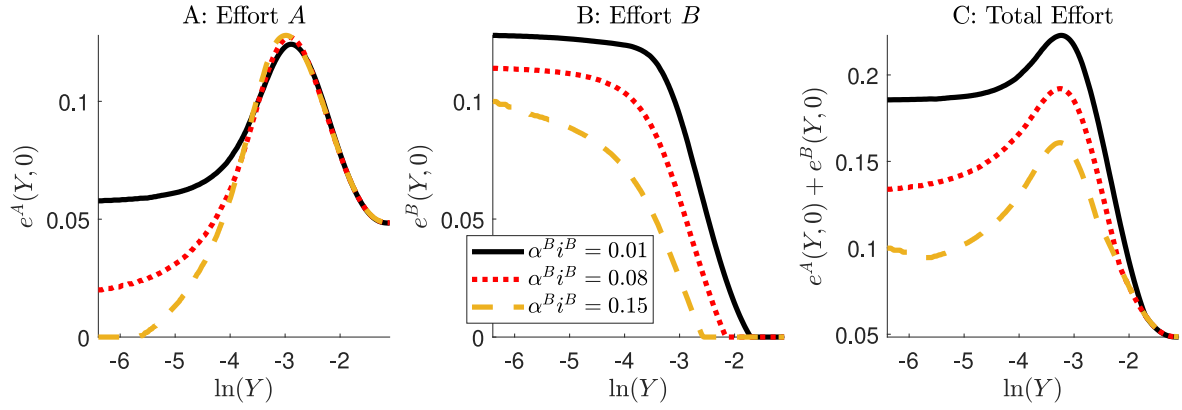 A: Effort A
B: Effort B
C: Total Effort
e^A(Y, 0)
0.1
0.05
0
-6 -5 -4 -3 -2
ln(Y)
e^B(Y, 0)
0.1
0.05
0
α^B i^B = 0.01
α^B i^B = 0.08
α^B i^B = 0.15
-6 -5 -4 -3 -2
ln(Y)
e^A(Y, 0) + e^B(Y, 0)
0.2
0.15
0.1
0.05
-6 -5 -4 -3 -2
ln(Y)